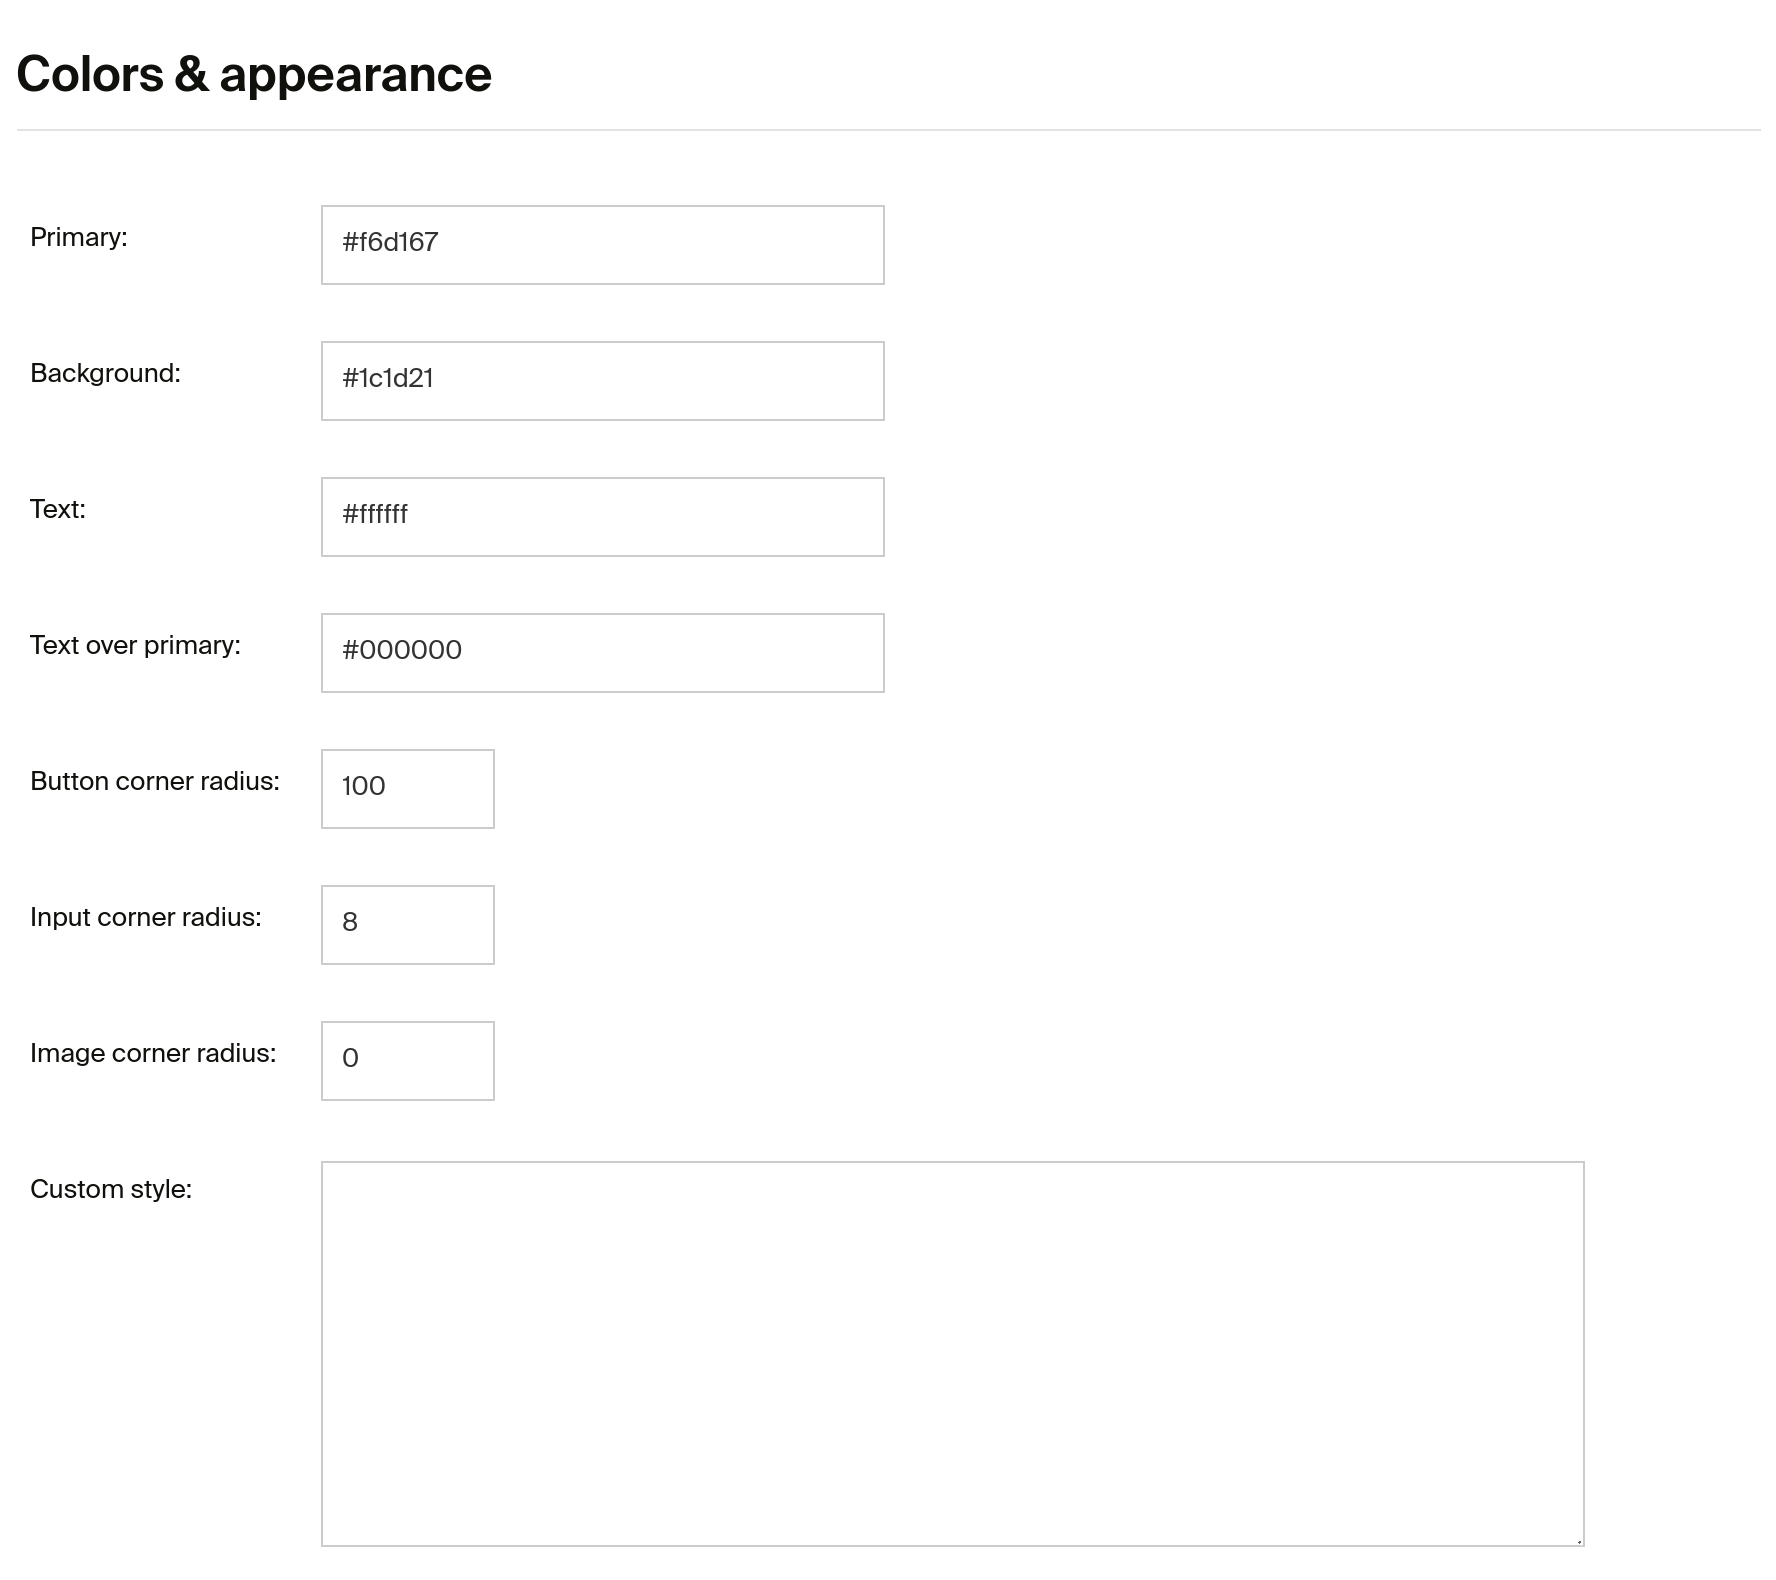 Colors & appearance
Primary:
#f6d167
Background:
#1c1d21
Text:
#ffffff
Text over primary:
#000000
Button corner radius:
100
Input corner radius:
8
Image corner radius:
0
Custom style: